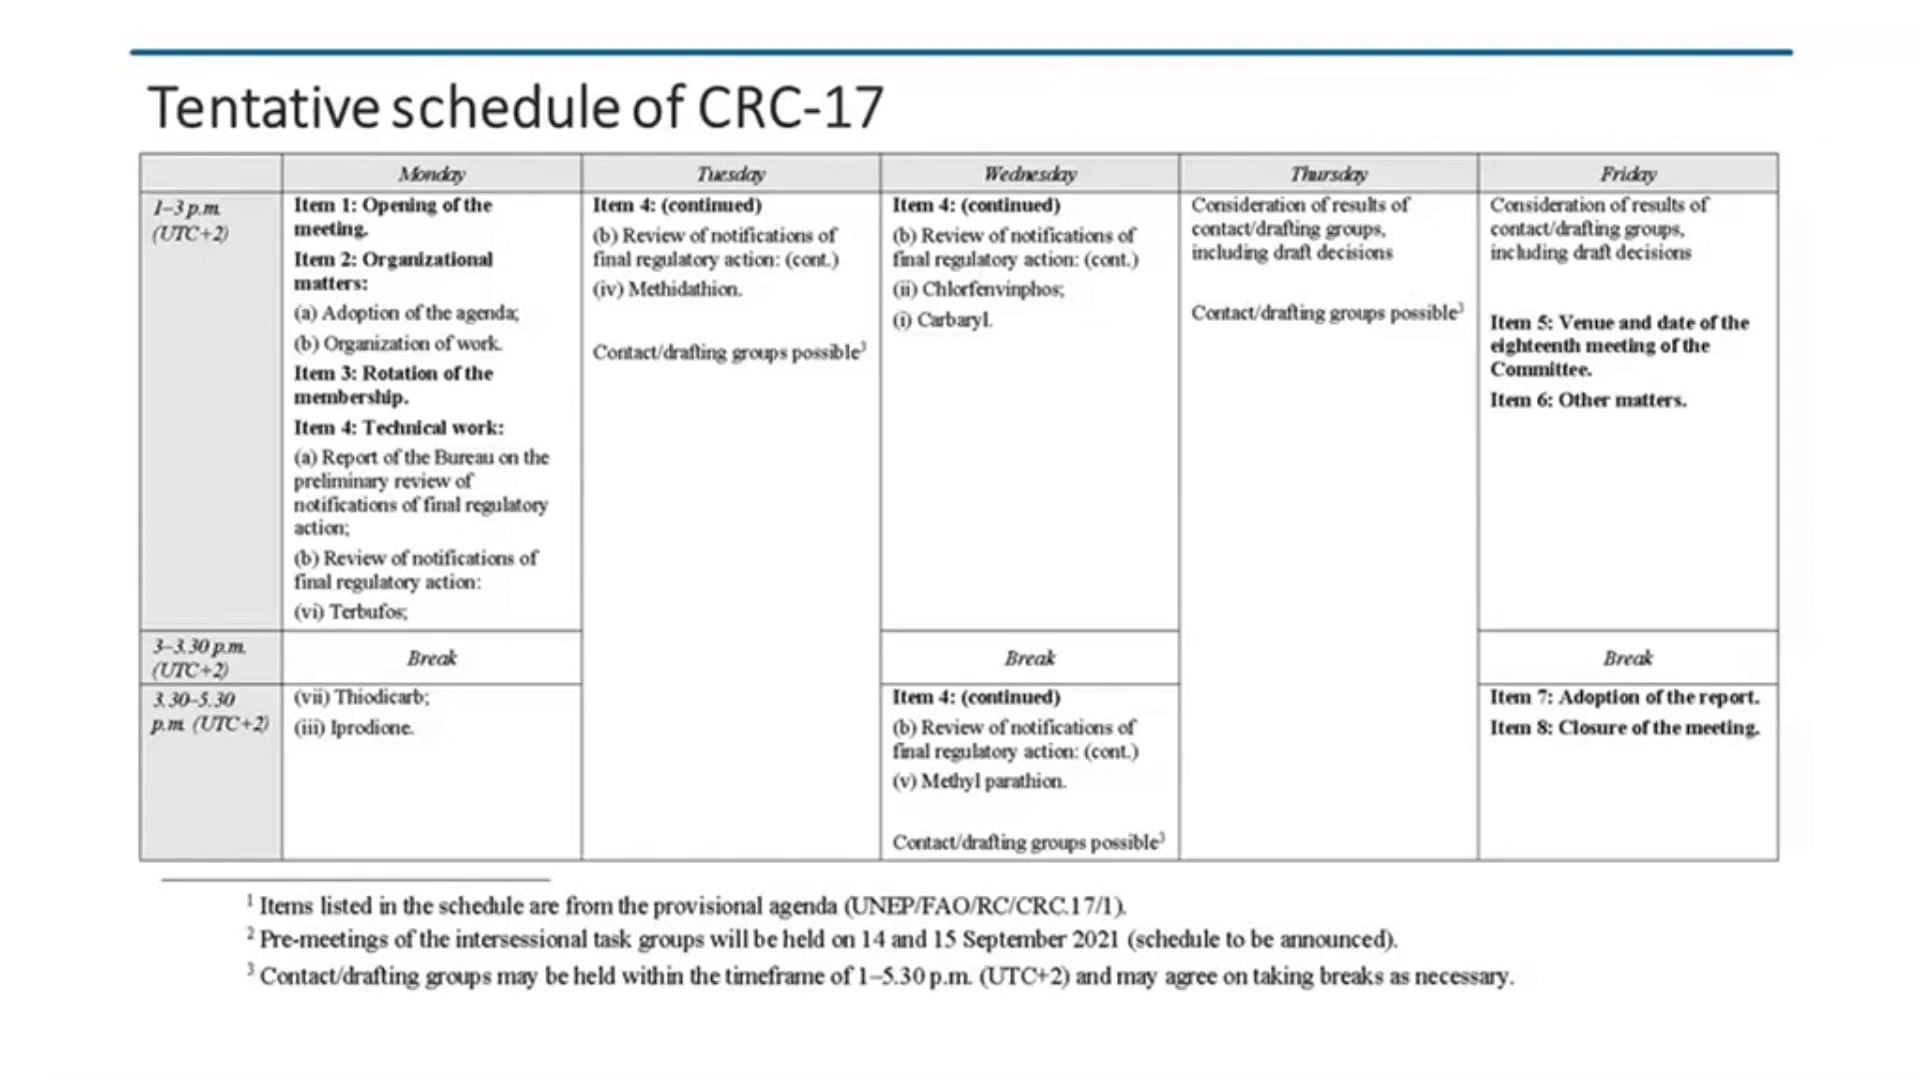 Tentative schedule of CRC-17
Monday
Tuesday
Wednesday
Thursday
Friday
1–3 p.m.
(UTC+2)
Item 1: Opening of the
meeting.
Item 2: Organizational
matters:
(a) Adoption of the agenda;
(b) Organization of work.
Item 3: Rotation of the
membership.
Item 4: Technical work:
(a) Report of the Bureau on the
preliminary review of
notifications of final regulatory
action;
(b) Review of notifications of
final regulatory action:
(vi) Terbufos;
Item 4: (continued)
(b) Review of notifications of
final regulatory action: (cont.)
(iv) Methidathion.
Contact/drafting groups possible³
Item 4: (continued)
(b) Review of notifications of
final regulatory action: (cont.)
(ii) Chlorfenvinphos;
(i) Carbaryl.
Consideration of results of
contact/drafting groups,
including draft decisions
Contact/drafting groups possible³
Consideration of results of
contact/drafting groups,
including draft decisions
Item 5: Venue and date of the
eighteenth meeting of the
Committee.
Item 6: Other matters.
3–3.30 p.m.
(UTC+2)
Break
Break
Break
3.30–5.30
p.m. (UTC+2)
(vii) Thiodicarb;
(iii) Iprodione.
Item 4: (continued)
(b) Review of notifications of
final regulatory action: (cont.)
(v) Methyl parathion.
Contact/drafting groups possible³
Item 7: Adoption of the report.
Item 8: Closure of the meeting.
¹ Items listed in the schedule are from the provisional agenda (UNEP/FAO/RC/CRC.17/1).
² Pre-meetings of the intersessional task groups will be held on 14 and 15 September 2021 (schedule to be announced).
³ Contact/drafting groups may be held within the timeframe of 1–5.30 p.m. (UTC+2) and may agree on taking breaks as necessary.